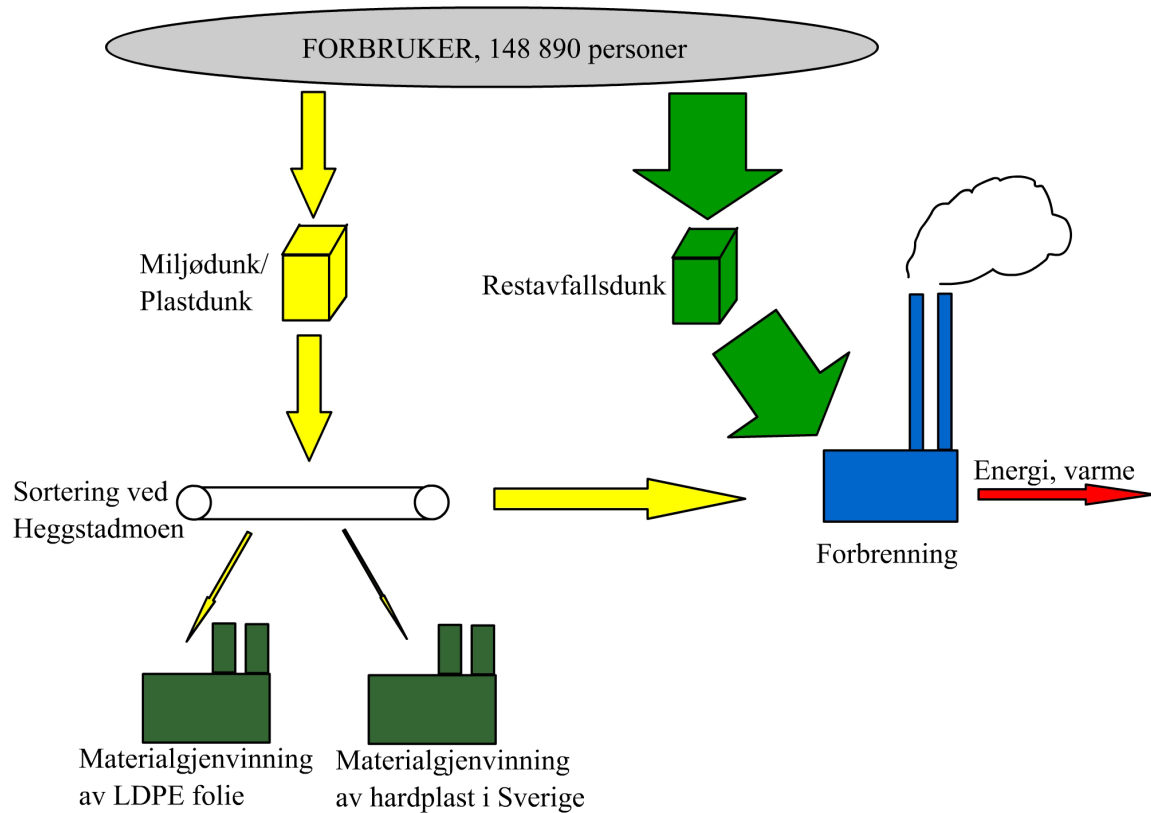 FORBRUKER, 148 890 personer
Miljødunk/
Plastdunk
Restavfallsdunk
Sortering ved
Heggstadmoen
Energi, varme
Forbrenning
Materialgjenvinning
av LDPE folie
Materialgjenvinning
av hardplast i Sverige